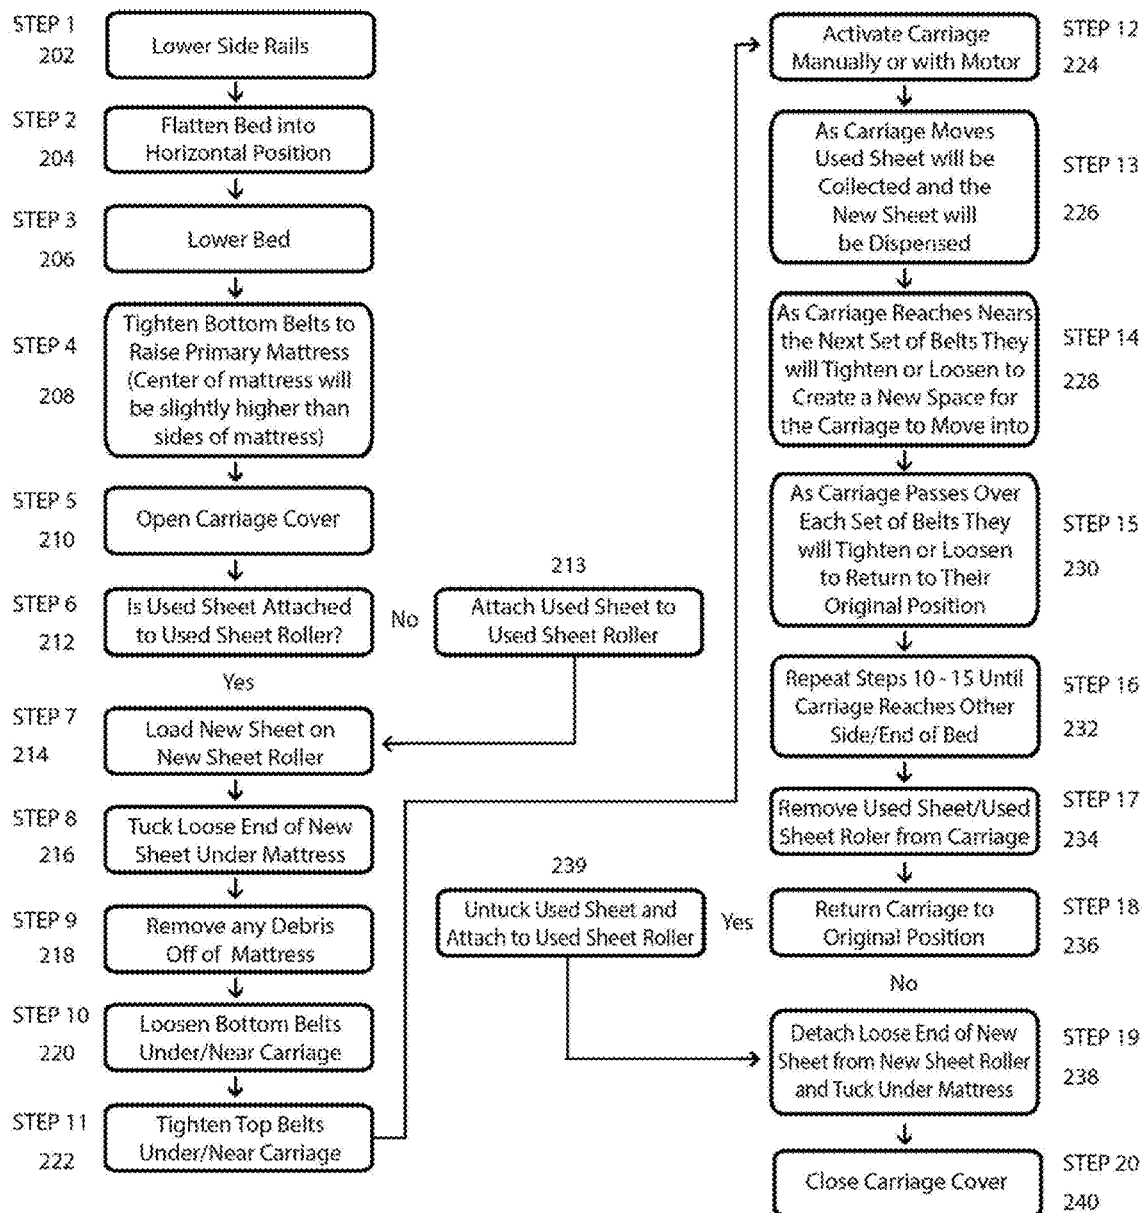 STEP 1
202
Lower Side Rails
STEP 2
204
Flatten Bed into
Horizontal Position
STEP 3
206
Lower Bed
STEP 4
208
Tighten Bottom Belts to
Raise Primary Mattress
(Center of mattress will
be slightly higher than
sides of mattress)
STEP 5
210
Open Carriage Cover
STEP 6
212
Is Used Sheet Attached
to Used Sheet Roller?
No
213
Attach Used Sheet to
Used Sheet Roller
Yes
STEP 7
214
Load New Sheet on
New Sheet Roller
STEP 8
216
Tuck Loose End of New
Sheet Under Mattress
STEP 9
218
Remove any Debris
Off of Mattress
STEP 10
220
Loosen Bottom Belts
Under/Near Carriage
STEP 11
222
Tighten Top Belts
Under/Near Carriage
Activate Carriage
Manually or with Motor
STEP 12
224
As Carriage Moves
Used Sheet will be
Collected and the
New Sheet will
be Dispensed
STEP 13
226
As Carriage Reaches Nears
the Next Set of Belts They
will Tighten or Loosen to
Create a New Space for
the Carriage to Move into
STEP 14
228
As Carriage Passes Over
Each Set of Belts They
will Tighten or Loosen
to Return to Their
Original Position
STEP 15
230
Repeat Steps 10 - 15 Until
Carriage Reaches Other
Side/End of Bed
STEP 16
232
Remove Used Sheet/Used
Sheet Roler from Carriage
STEP 17
234
Return Carriage to
Original Position
STEP 18
236
Yes
239
Untuck Used Sheet and
Attach to Used Sheet Roller
No
Detach Loose End of New
Sheet from New Sheet Roller
and Tuck Under Mattress
STEP 19
238
Close Carriage Cover
STEP 20
240